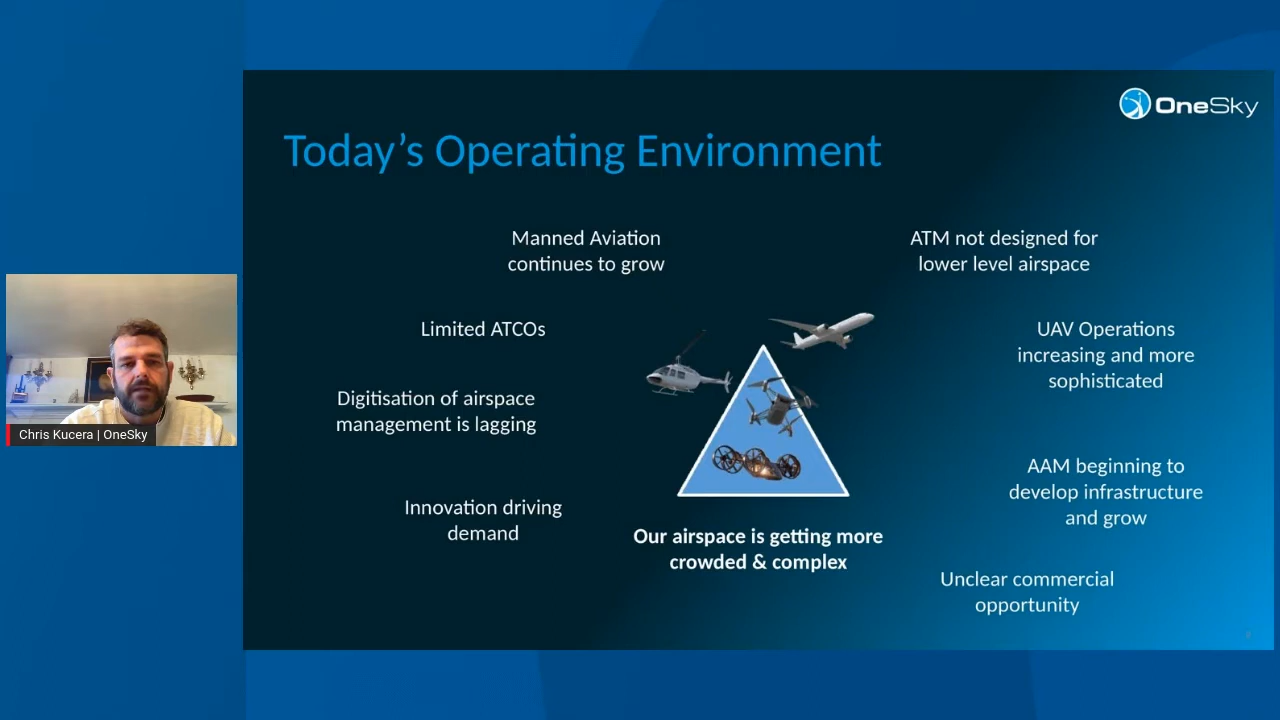 OneSky
Today's Operating Environment
Manned Aviation
continues to grow
ATM not designed for
lower level airspace
Limited ATCOs
UAV Operations
increasing and more
sophisticated
Digitisation of airspace
management is lagging
Chris Kucera | OneSky
AAM beginning to
develop infrastructure
and grow
Innovation driving
demand
Our airspace is getting more
crowded & complex
Unclear commercial
opportunity